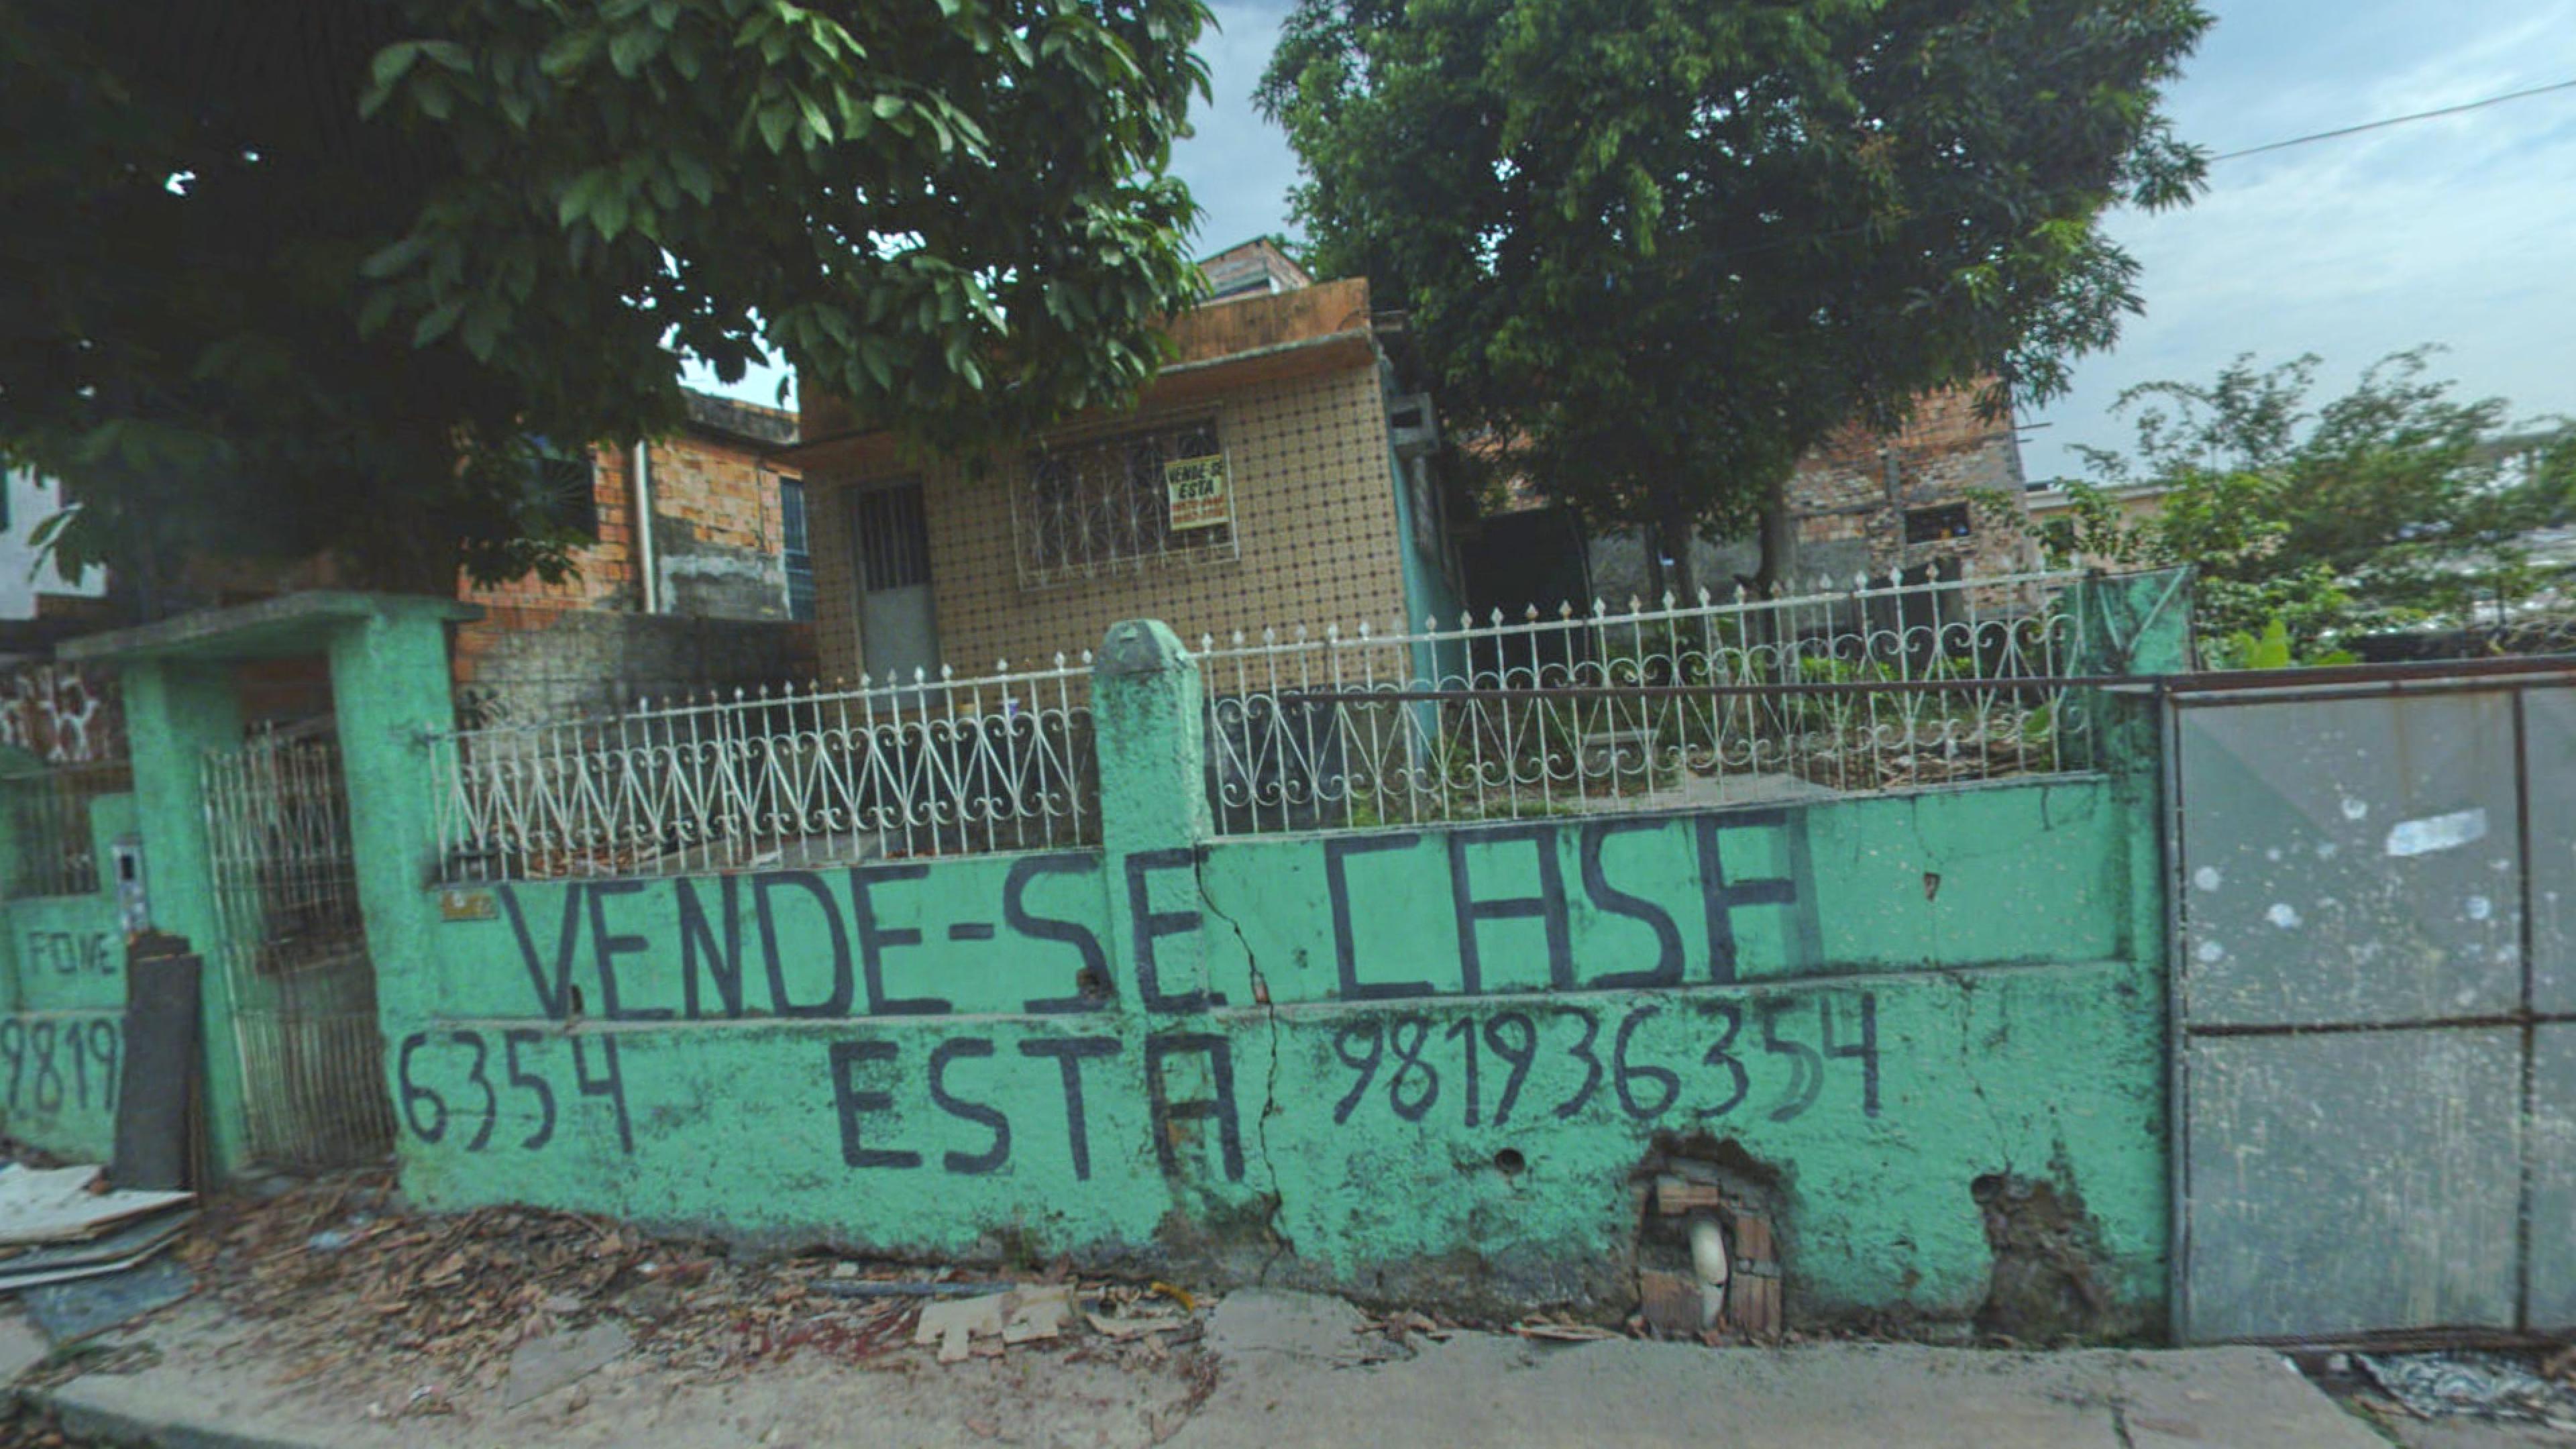 VENDE-SE
ESTA
FONE
9819
VENDE-SE CASA
6354 ESTA 981936354